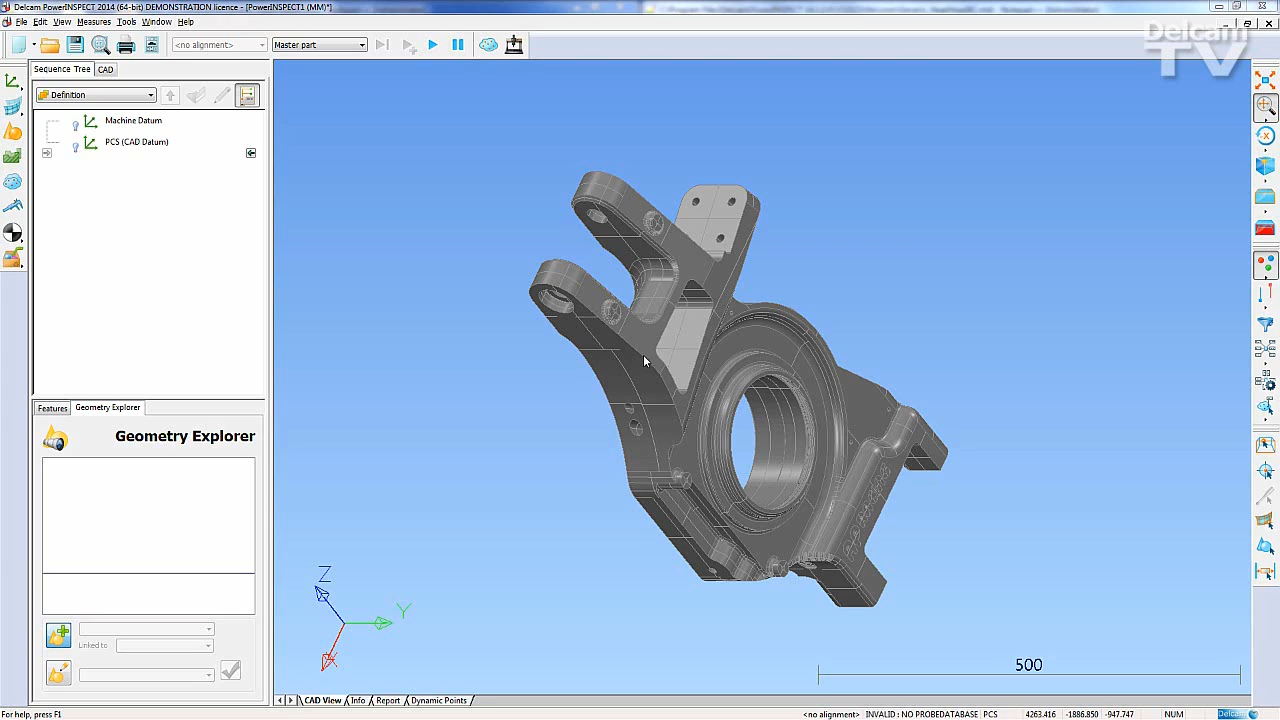 Delcam PowerINSPECT 2014 (64-bit) DEMONSTRATION licence - [PowerINSPECT1 (MM)*]
File Edit View Measures Tools Window Help
<no alignment> Master part
Delcam
TV
Sequence Tree CAD
Definition
Machine Datum
PCS (CAD Datum)
Features Geometry Explorer
Geometry Explorer
Linked to
Z
Y
X
500
CAD View Info Report Dynamic Points
For help, press F1
<no alignment> INVALID : NO PROBEDATABASE PCS 4263.416 -1886.850 -947.747 NUM Delcam